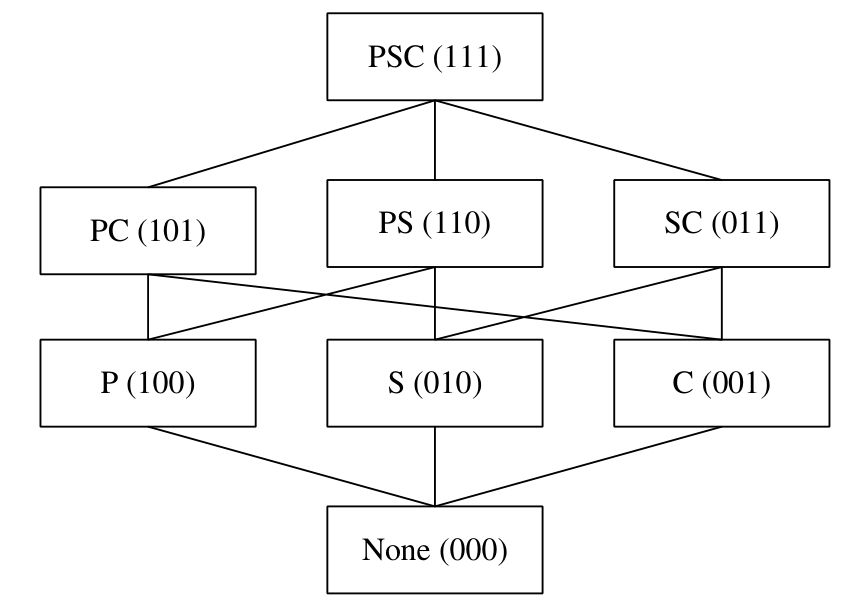 PSC (111)
PC (101)
PS (110)
SC (011)
P (100)
S (010)
C (001)
None (000)